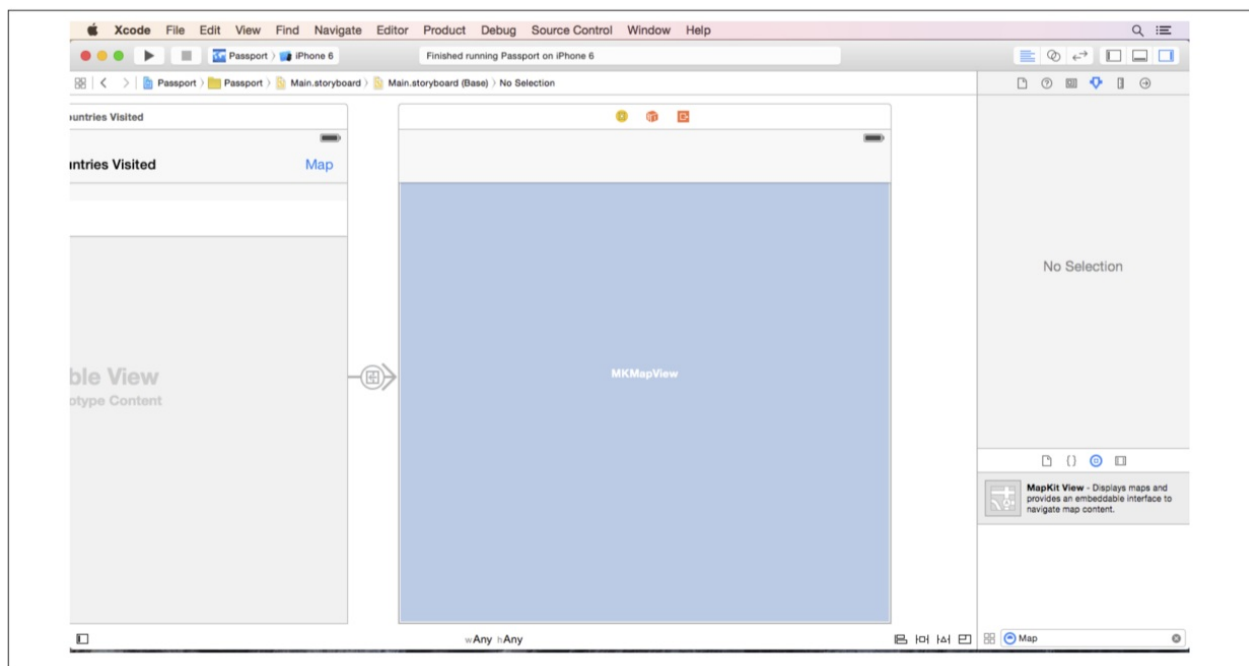 Xcode File Edit View Find Navigate Editor Product Debug Source Control Window Help
Passport iPhone 6
Finished running Passport on iPhone 6
Passport Passport Main.storyboard Main.storyboard (Base) No Selection
untries Visited
untries Visited Map
ble View
otype Content
MKMapView
No Selection
MapKit View - Displays maps and
provides an embeddable interface to
navigate map content.
wAny hAny
Map